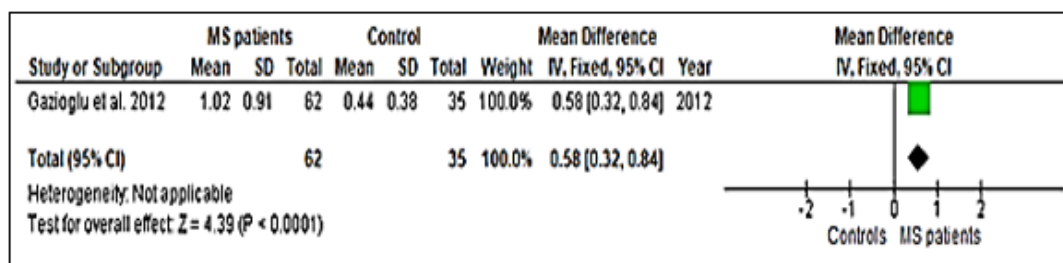 MS patients Control Mean Difference Mean Difference
Study or Subgroup Mean SD Total Mean SD Total Weight IV, Fixed, 95% CI Year IV, Fixed, 95% CI
Gazioglu et al. 2012 1.02 0.91 62 0.44 0.38 35 100.0% 0.58 [0.32, 0.84] 2012
Total (95% CI) 62 35 100.0% 0.58 [0.32, 0.84]
Heterogeneity: Not applicable
Test for overall effect: Z = 4.39 (P < 0.0001)
-2 -1 0 1 2
Controls MS patients